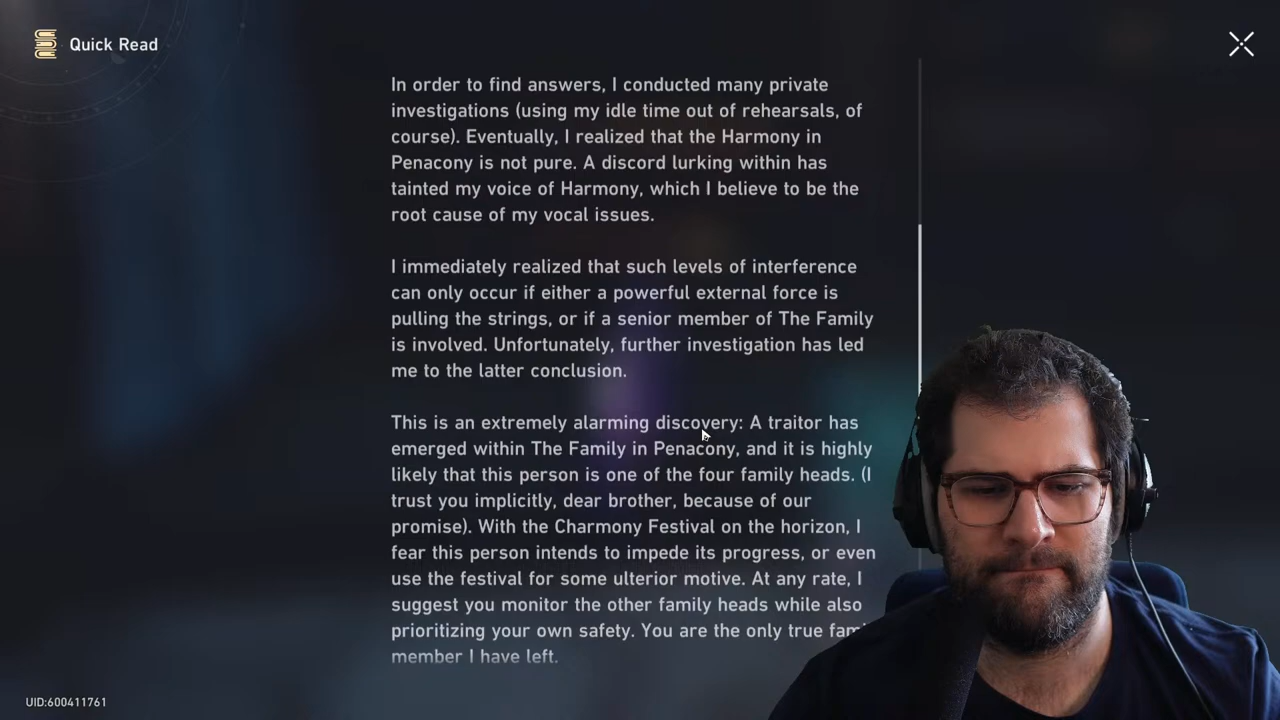 Quick Read
In order to find answers, I conducted many private
investigations (using my idle time out of rehearsals, of
course). Eventually, I realized that the Harmony in
Penacony is not pure. A discord lurking within has
tainted my voice of Harmony, which I believe to be the
root cause of my vocal issues.
I immediately realized that such levels of interference
can only occur if either a powerful external force is
pulling the strings, or if a senior member of The Family
is involved. Unfortunately, further investigation has led
me to the latter conclusion.
This is an extremely alarming discovery: A traitor has
emerged within The Family in Penacony, and it is highly
likely that this person is one of the four family heads. (I
trust you implicitly, dear brother, because of our
promise). With the Charmony Festival on the horizon, I
fear this person intends to impede its progress, or even
use the festival for some ulterior motive. At any rate, I
suggest you monitor the other family heads while also
prioritizing your own safety. You are the only true fami
member I have left.
UID:600411761